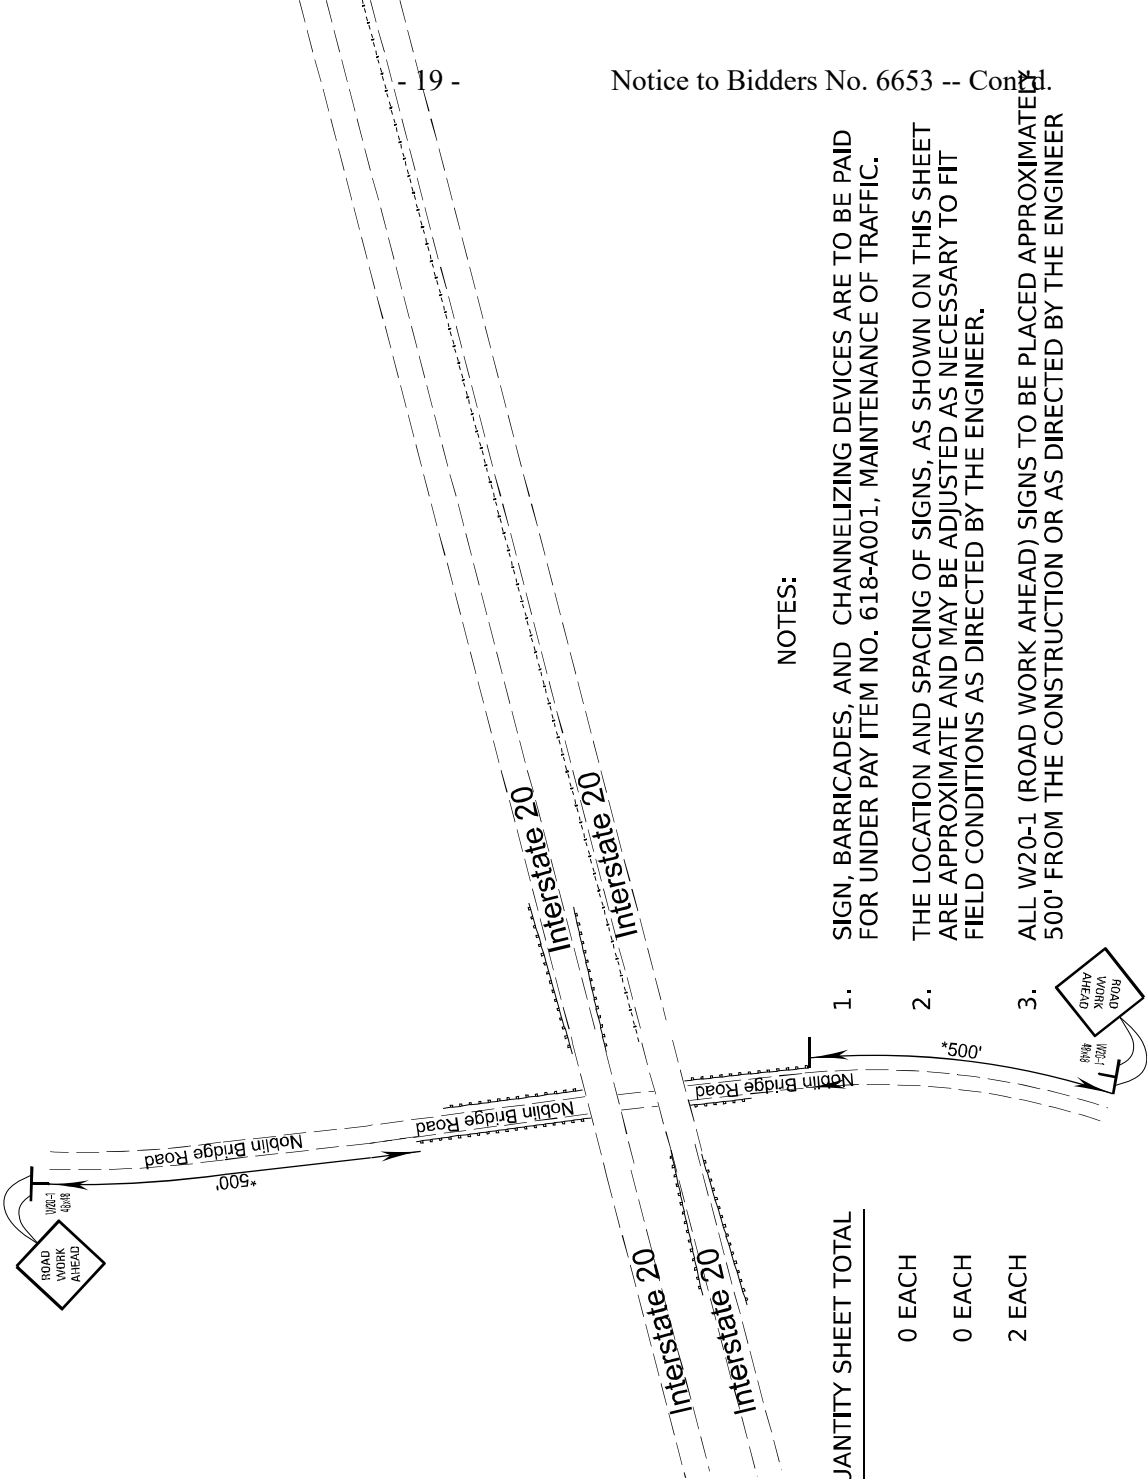 - 19 -
Notice to Bidders No. 6653 -- Cont'd.
NOTES:
1. SIGN, BARRICADES, AND CHANNELIZING DEVICES ARE TO BE PAID
FOR UNDER PAY ITEM NO. 618-A001, MAINTENANCE OF TRAFFIC.
2. THE LOCATION AND SPACING OF SIGNS, AS SHOWN ON THIS SHEET
ARE APPROXIMATE AND MAY BE ADJUSTED AS NECESSARY TO FIT
FIELD CONDITIONS AS DIRECTED BY THE ENGINEER.
3. ALL W20-1 (ROAD WORK AHEAD) SIGNS TO BE PLACED APPROXIMATELY
500' FROM THE CONSTRUCTION OR AS DIRECTED BY THE ENGINEER
Interstate 20
Interstate 20
Interstate 20
Interstate 20
Noblin Bridge Road
Noblin Bridge Road
Noblin Bridge Road
Noblin
*500'
*500'
W20-1
48x48
ROAD
WORK
AHEAD
W20-1
48x48
ROAD
WORK
AHEAD
UANTITY SHEET TOTAL
0 EACH
0 EACH
2 EACH